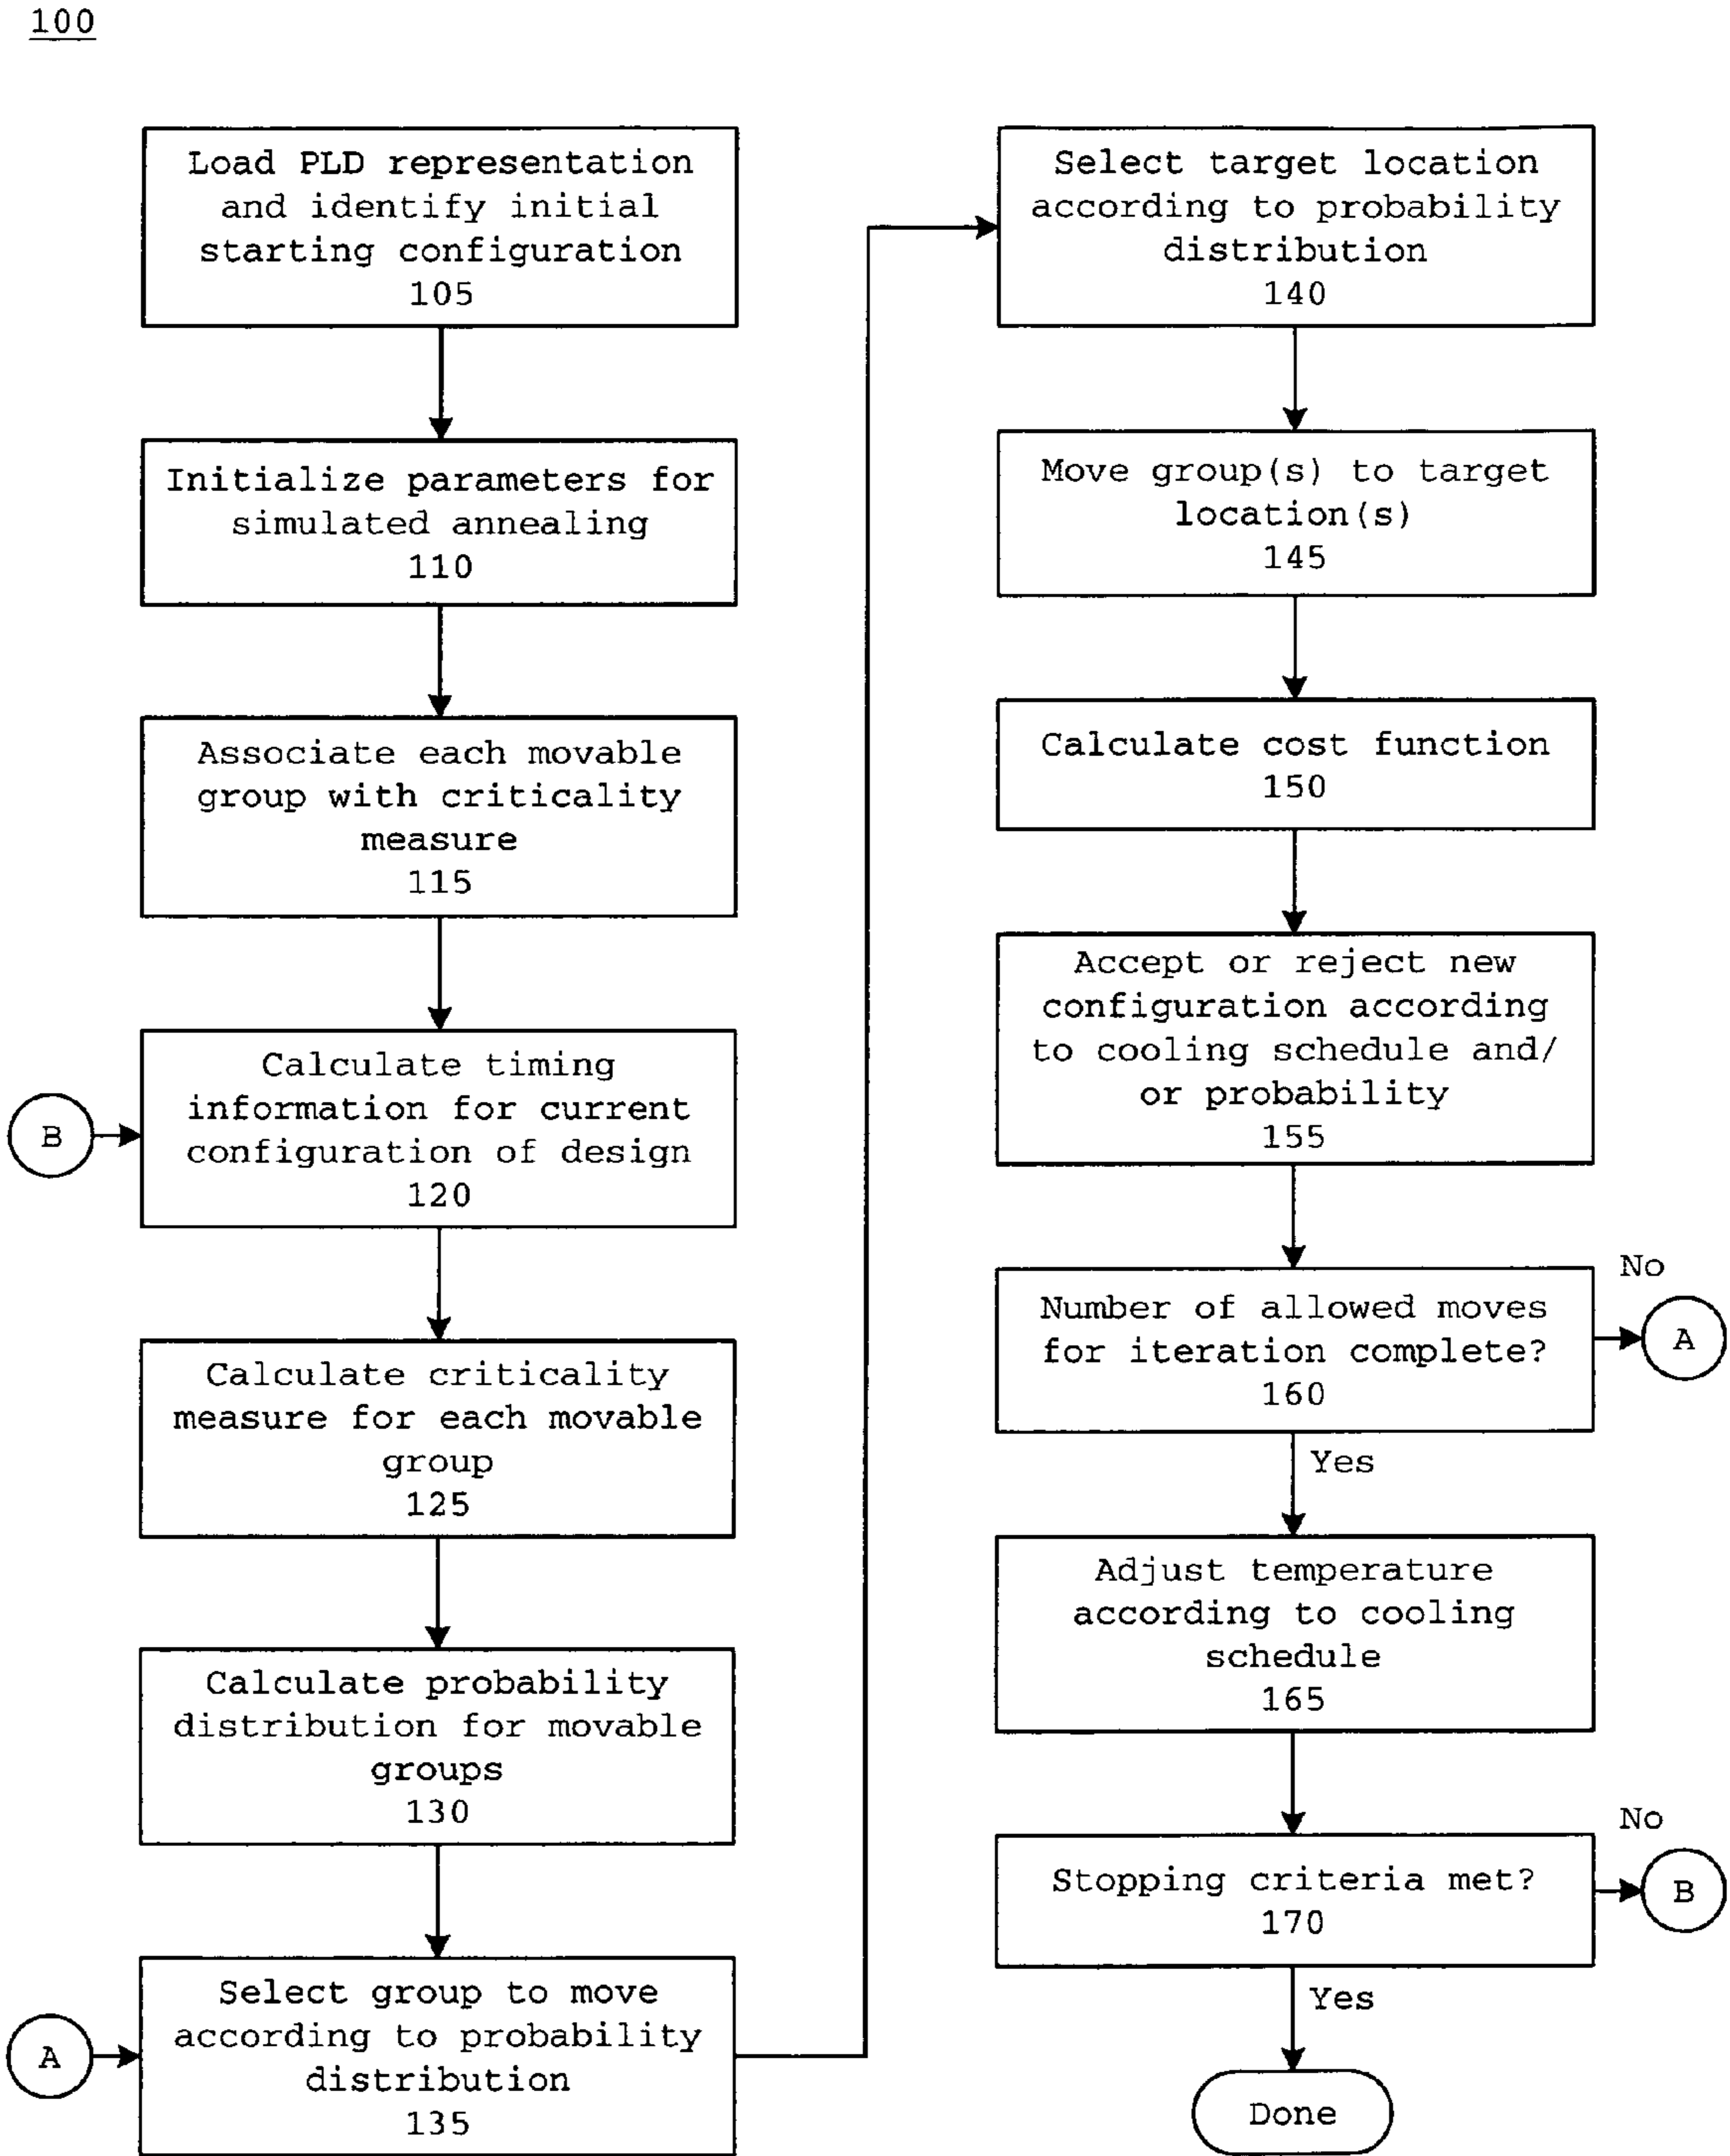 100
Load PLD representation
and identify initial
starting configuration
105
Initialize parameters for
simulated annealing
110
Associate each movable
group with criticality
measure
115
B
Calculate timing
information for current
configuration of design
120
Calculate criticality
measure for each movable
group
125
Calculate probability
distribution for movable
groups
130
A
Select group to move
according to probability
distribution
135
Select target location
according to probability
distribution
140
Move group(s) to target
location(s)
145
Calculate cost function
150
Accept or reject new
configuration according
to cooling schedule and/
or probability
155
Number of allowed moves
for iteration complete?
160
No
A
Yes
Adjust temperature
according to cooling
schedule
165
Stopping criteria met?
170
No
B
Yes
Done